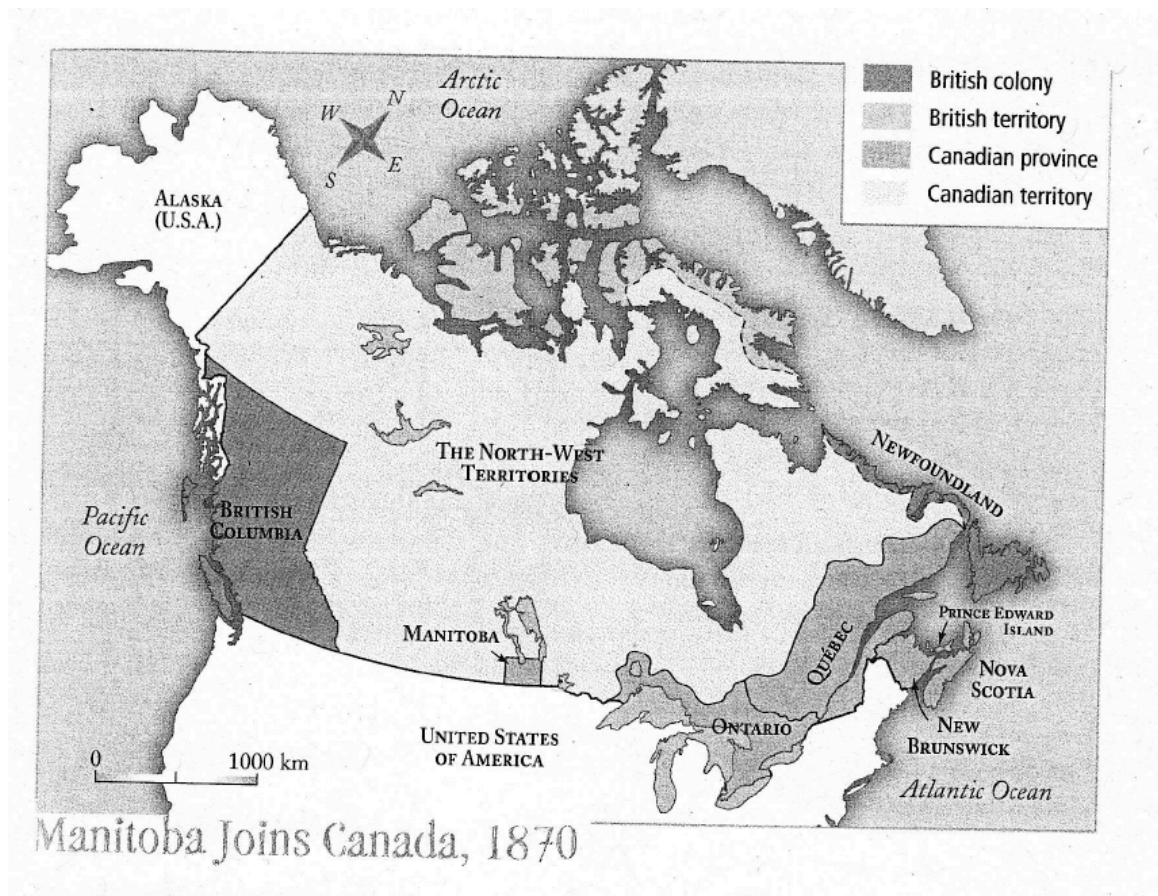 Arctic
Ocean
N
W
E
S
British colony
British territory
Canadian province
Canadian territory
ALASKA
(U.S.A.)
THE NORTH-WEST
TERRITORIES
NEWFOUNDLAND
Pacific
Ocean
BRITISH
COLUMBIA
MANITOBA
PRINCE EDWARD
ISLAND
QUÉBEC
NOVA
SCOTIA
ONTARIO
NEW
BRUNSWICK
UNITED STATES
OF AMERICA
0 1000 km
Atlantic Ocean
Manitoba Joins Canada, 1870